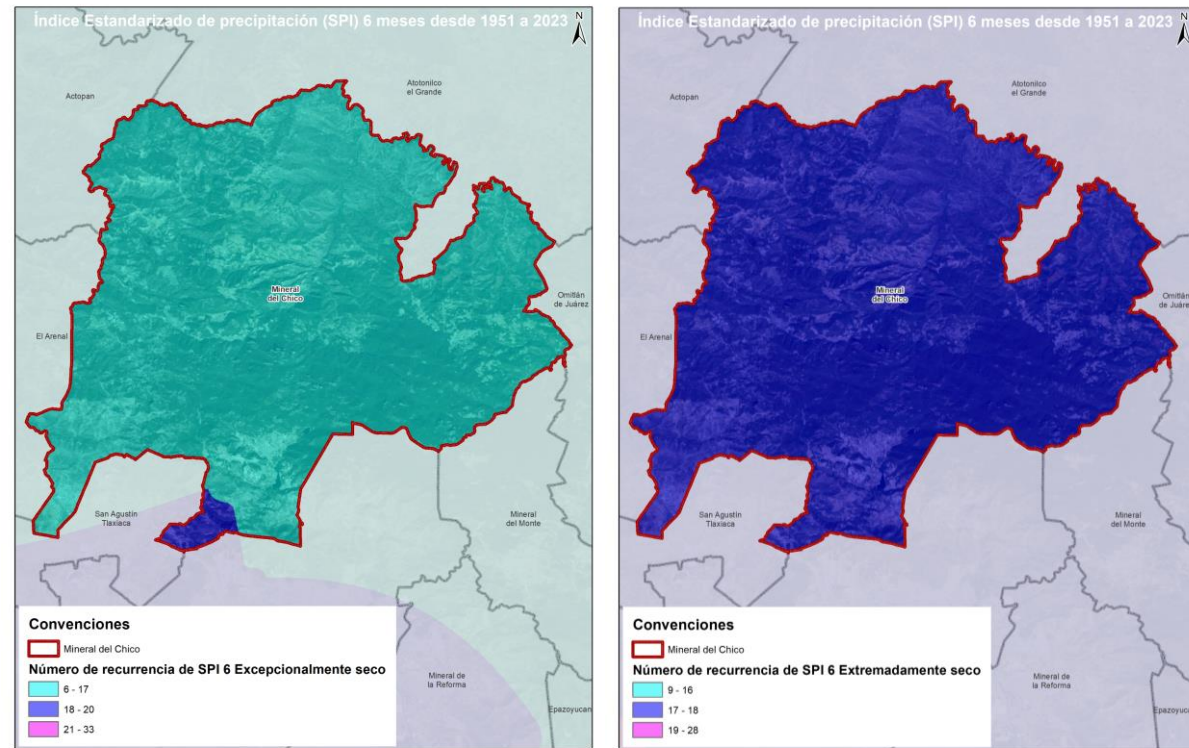 Índice Estandarizado de precipitación (SPI) 6 meses desde 1951 a 2023
N
Actopan
Atotonilco
el Grande
Mineral
del Chico
Omitlán
de Juárez
El Arenal
San Agustín
Tlaxiaca
Mineral
del Monte
Mineral de
la Reforma
Epazoyucan
Convenciones
Mineral del Chico
Número de recurrencia de SPI 6 Excepcionalmente seco
6 - 17
18 - 20
21 - 33
Índice Estandarizado de precipitación (SPI) 6 meses desde 1951 a 2023
N
Actopan
Atotonilco
el Grande
Mineral
del Chico
Omitlán
de Juárez
El Arenal
San Agustín
Tlaxiaca
Mineral
del Monte
Mineral de
la Reforma
Epazoyucan
Convenciones
Mineral del Chico
Número de recurrencia de SPI 6 Extremadamente seco
9 - 16
17 - 18
19 - 28